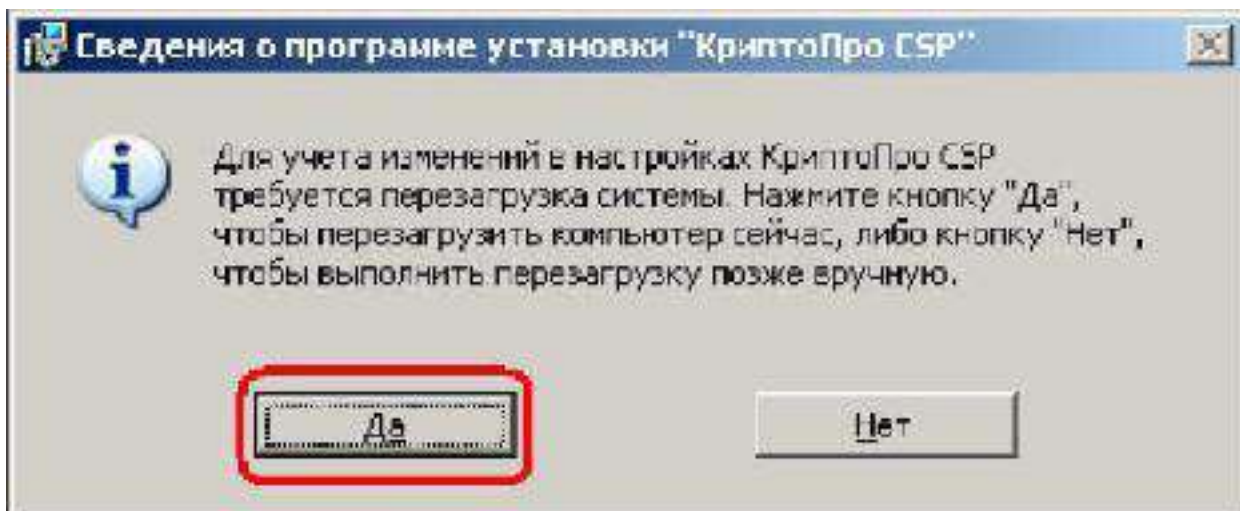 Сведения о программе установки "КриптоПро CSP"
Для учета изменений в настройках КриптоПро CSP
требуется перезагрузка системы. Нажмите кнопку "Да",
чтобы перезагрузить компьютер сейчас, либо кнопку "Нет",
чтобы выполнить перезагрузку позже вручную.
Да
Нет